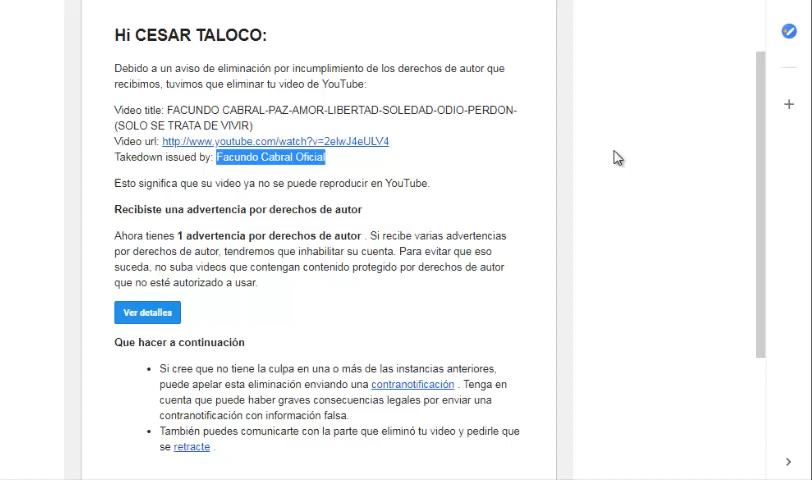 Hi CESAR TALOCO:
Debido a un aviso de eliminación por incumplimiento de los derechos de autor que
recibimos, tuvimos que eliminar tu video de YouTube:
Video title: FACUNDO CABRAL-PAZ-AMOR-LIBERTAD-SOLEDAD-ODIO-PERDON-
(SOLO SE TRATA DE VIVIR)
Video url: http://www.youtube.com/watch?v=2eIwJ4eULV4
Takedown issued by: Facundo Cabral Oficial
Esto significa que su video ya no se puede reproducir en YouTube.
Recibiste una advertencia por derechos de autor
Ahora tienes 1 advertencia por derechos de autor . Si recibe varias advertencias
por derechos de autor, tendremos que inhabilitar su cuenta. Para evitar que eso
suceda, no suba videos que contengan contenido protegido por derechos de autor
que no esté autorizado a usar.
Ver detalles
Que hacer a continuación
• Si cree que no tiene la culpa en una o más de las instancias anteriores,
puede apelar esta eliminación enviando una contranotificación . Tenga en
cuenta que puede haber graves consecuencias legales por enviar una
contranotificación con información falsa.
• También puedes comunicarte con la parte que eliminó tu video y pedirle que
se retracte .